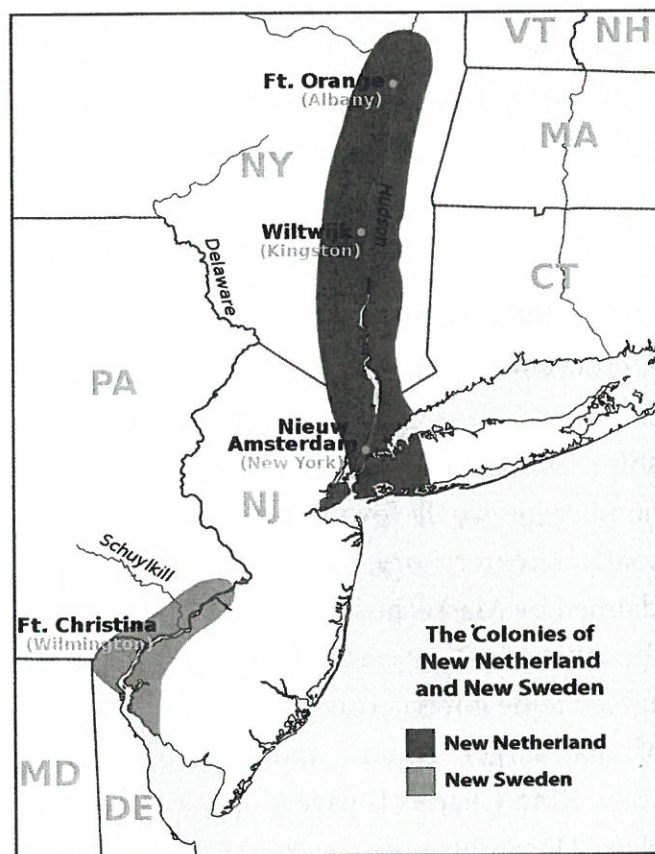 VT
NH
Ft. Orange
(Albany)
MA
NY
Hudson
Wiltwijk
(Kingston)
Delaware
CT
PA
Nieuw
Amsterdam
(New York)
NJ
Schuylkill
Ft. Christina
(Wilmington)
The Colonies of
New Netherland
and New Sweden
New Netherland
New Sweden
MD
DE